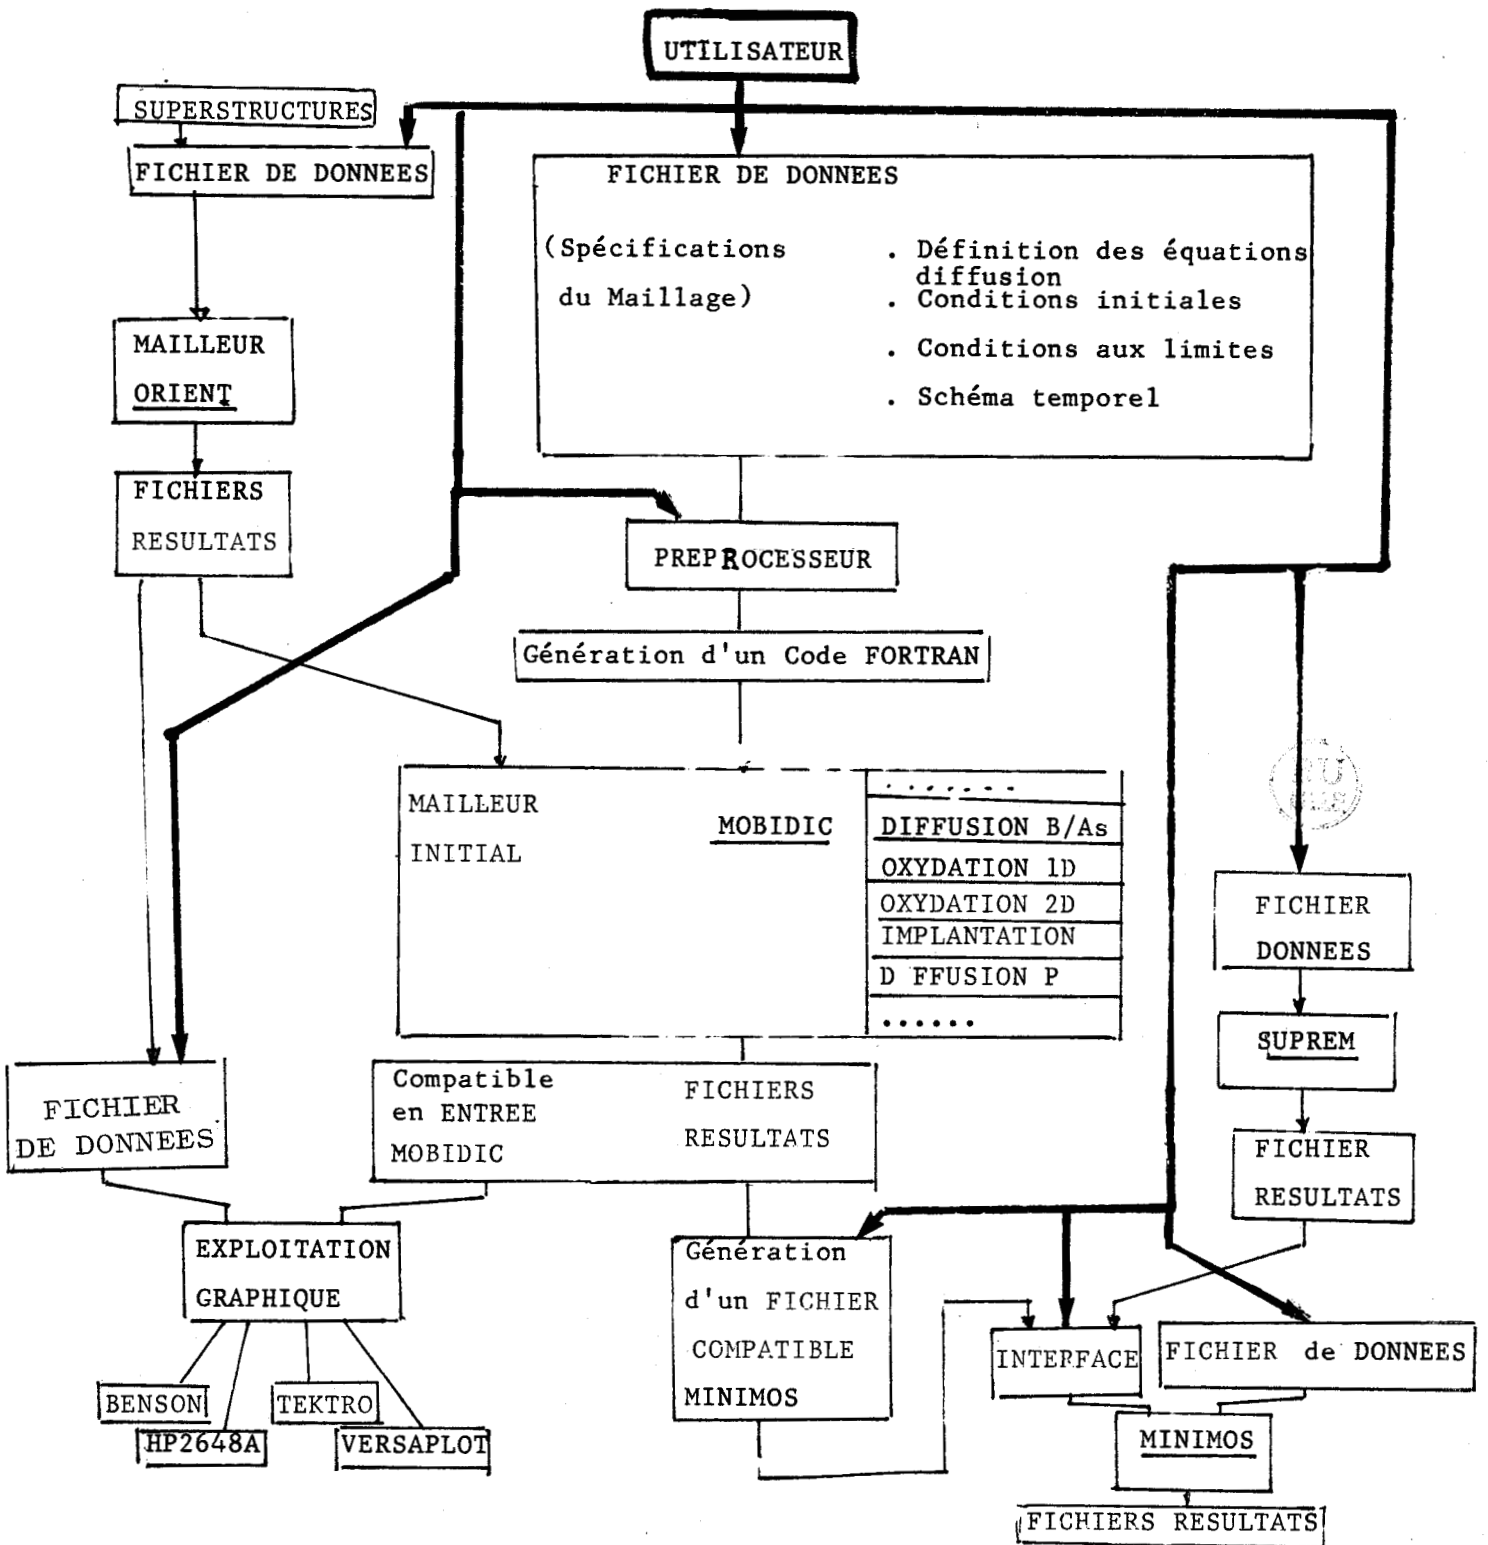 UTILISATEUR
SUPERSTRUCTURES
FICHIER DE DONNEES
FICHIER DE DONNEES
(Spécifications
du Maillage)
. Définition des équations
diffusion
. Conditions initiales
. Conditions aux limites
. Schéma temporel
MAILLEUR
ORIENT
FICHIERS
RESULTATS
PREPROCESSEUR
Génération d'un Code FORTRAN
MAILLEUR
INITIAL
MOBIDIC
.......
DIFFUSION B/As
OXYDATION 1D
OXYDATION 2D
IMPLANTATION
D FFUSION P
......
FICHIER
DONNEES
SUPREM
FICHIER
RESULTATS
FICHIER
DE DONNEES
Compatible
en ENTREE
MOBIDIC
FICHIERS
RESULTATS
EXPLOITATION
GRAPHIQUE
BENSON
HP2648A
TEKTRO
VERSAPLOT
Génération
d'un FICHIER
COMPATIBLE
MINIMOS
INTERFACE
FICHIER de DONNEES
MINIMOS
FICHIERS RESULTATS